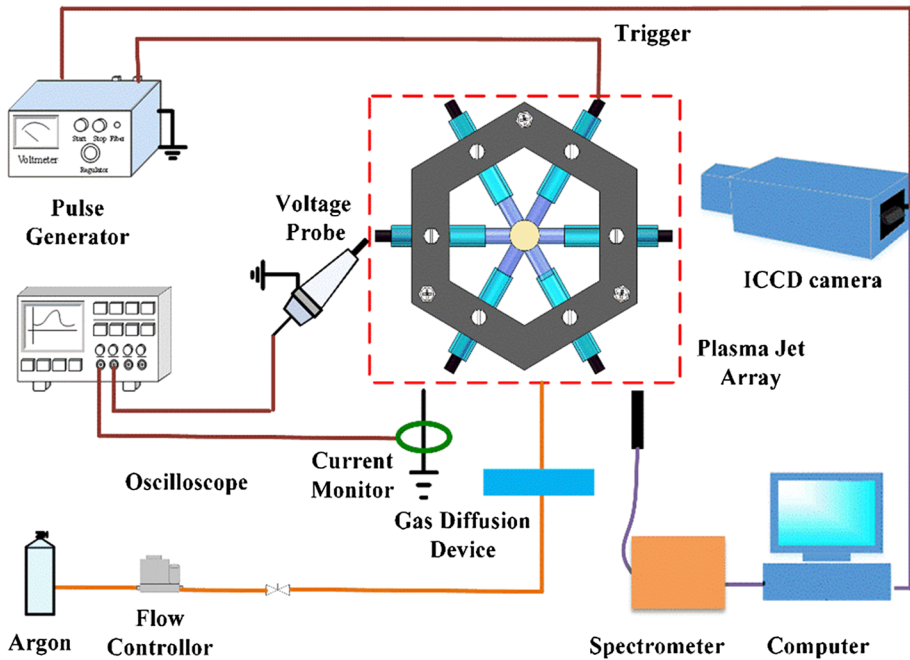 Trigger
Voltmeter
Start Stop Fiber
Regulator
Pulse
Generator
Voltage
Probe
ICCD camera
Plasma Jet
Array
Oscilloscope
Current
Monitor
Gas Diffusion
Device
Argon
Flow
Controllor
Spectrometer
Computer